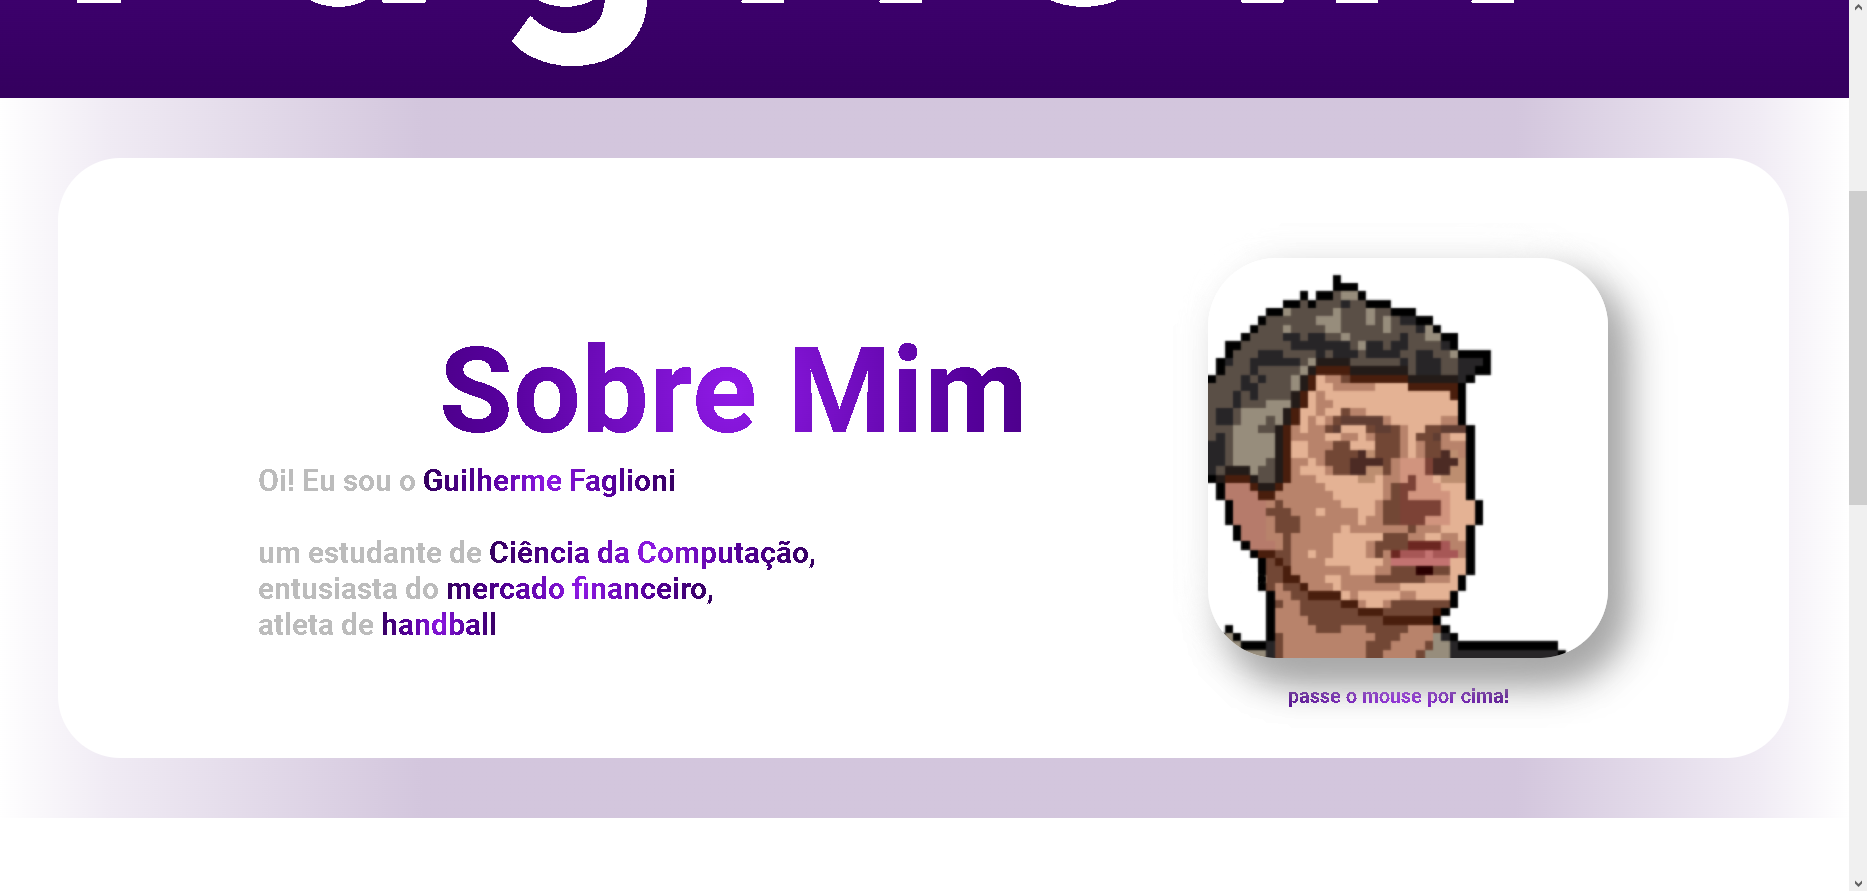 Sobre Mim
Oi! Eu sou o Guilherme Faglioni
um estudante de Ciência da Computação,
entusiasta do mercado financeiro,
atleta de handball
passe o mouse por cima!